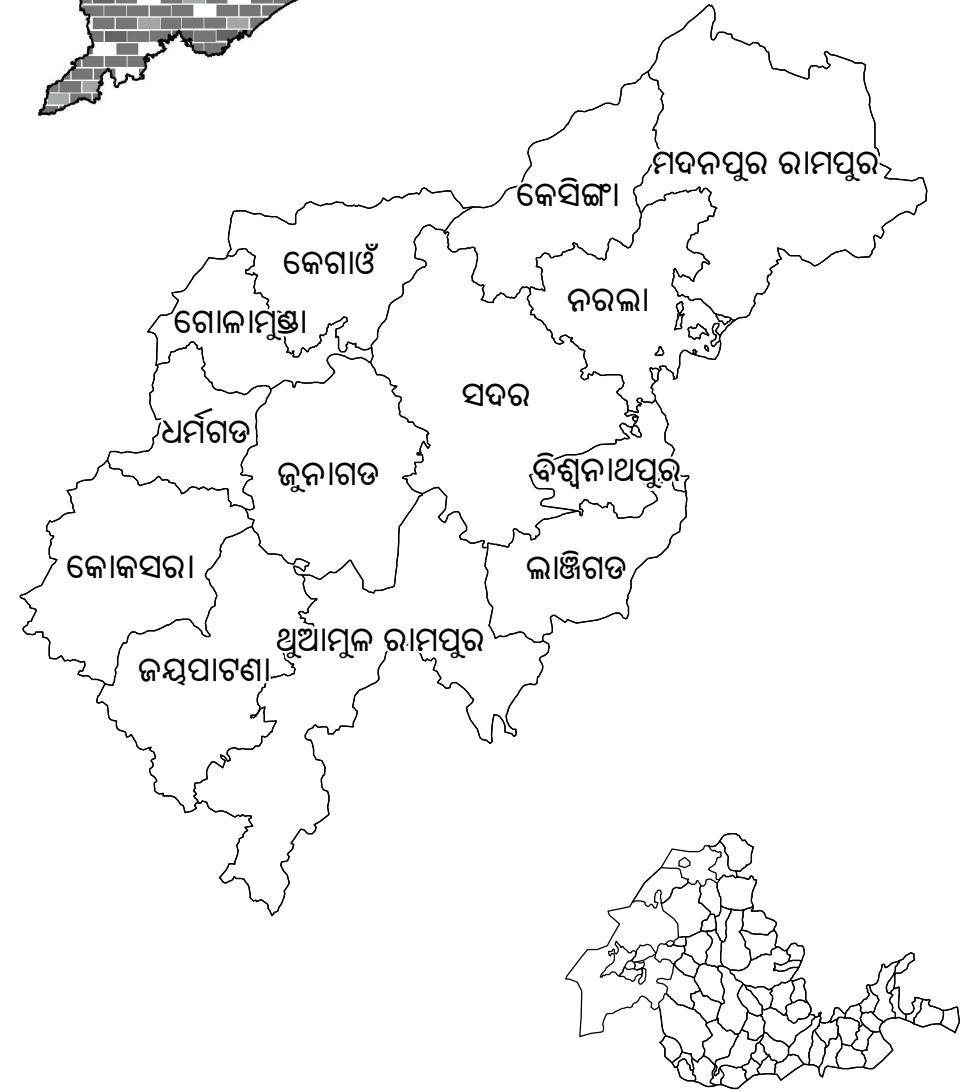 ମଦନପୁର ରାମପୁର
କେସିଙ୍ଗା
କେଗାଓଁ
ନରଲା
ଗୋଲାମୁଣ୍ଡା
ସଦର
ଧର୍ମଗଡ
ଜୁନାଗଡ
ବିଶ୍ୱନାଥପୁର
କୋକସରା
ଲାଞ୍ଜିଗଡ
ଥୁଆମୁଳ ରାମପୁର
ଜୟପାଟଣା